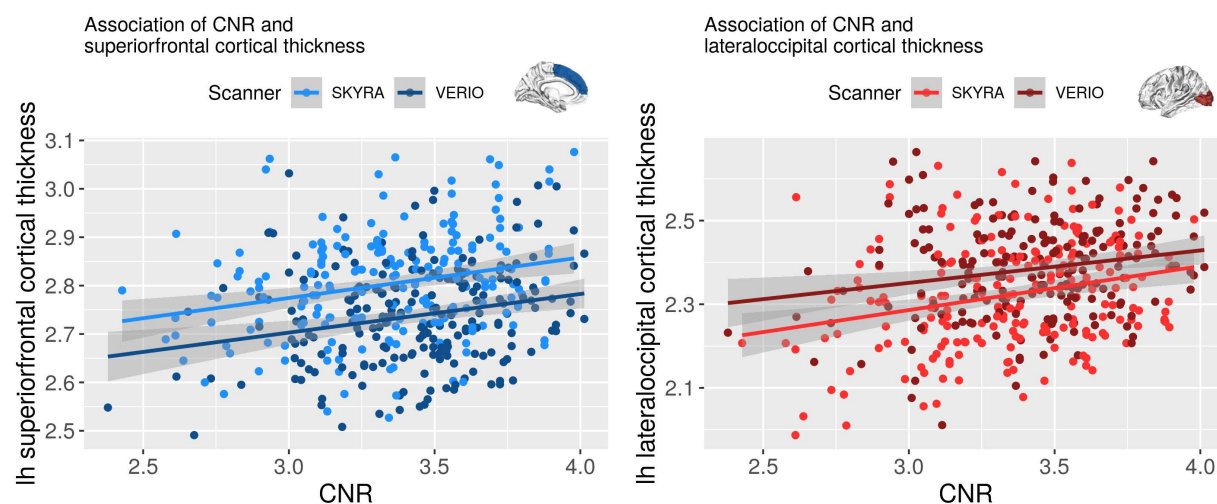 Association of CNR and
superiorfrontal cortical thickness
Scanner SKYRA VERIO
lh superiorfrontal cortical thickness
3.1
3.0
2.9
2.8
2.7
2.6
2.5
2.5 3.0 3.5 4.0
CNR
Association of CNR and
lateraloccipital cortical thickness
Scanner SKYRA VERIO
lh lateraloccipital cortical thickness
2.5
2.3
2.1
2.5 3.0 3.5 4.0
CNR